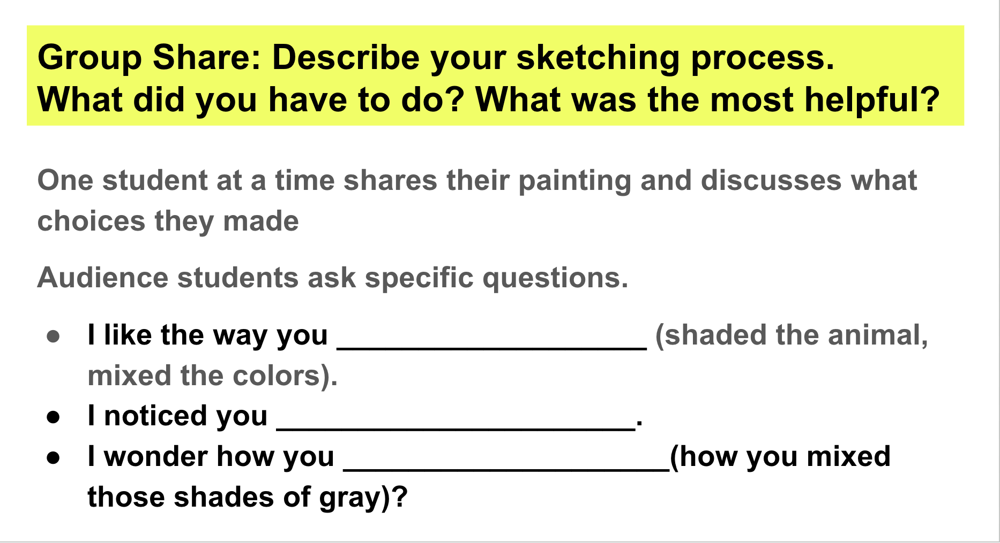 Group Share: Describe your sketching process.
What did you have to do? What was the most helpful?
One student at a time shares their painting and discusses what
choices they made
Audience students ask specific questions.
● I like the way you ___________________ (shaded the animal,
mixed the colors).
● I noticed you ______________________.
● I wonder how you ____________________(how you mixed
those shades of gray)?